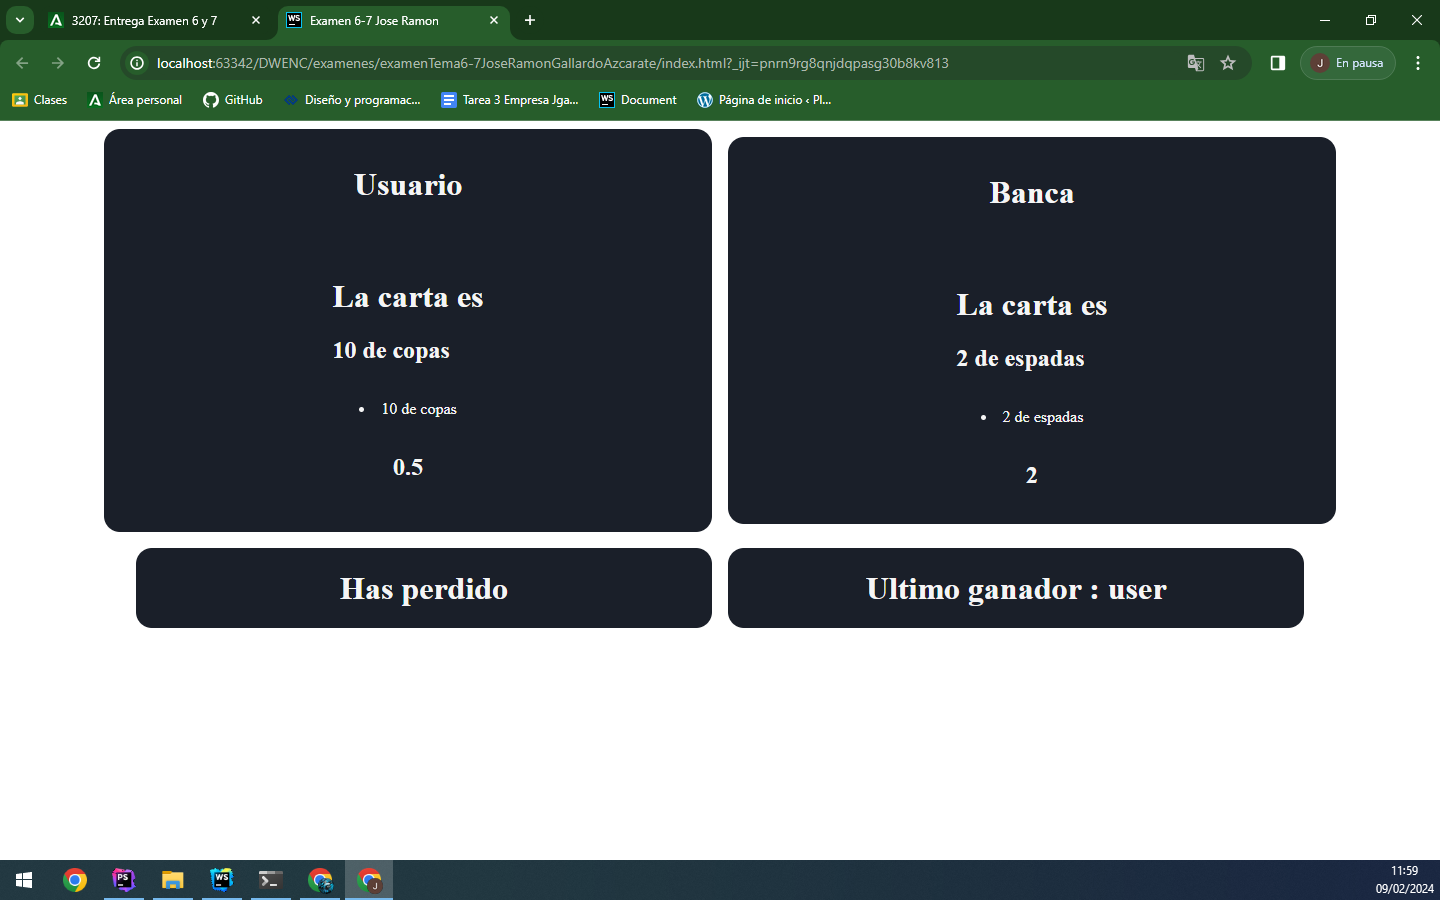 3207: Entrega Examen 6 y 7
Examen 6-7 Jose Ramon
localhost:63342/DWENC/examenes/examenTema6-7JoseRamonGallardoAzcarate/index.html?_ijt=pnrn9rg8qnjdqpasg30b8kv813
J En pausa
Clases
Área personal
GitHub
Diseño y programac...
Tarea 3 Empresa Jga...
WS Document
Página de inicio ‹ Pl...
Usuario
La carta es
10 de copas
• 10 de copas
0.5
Banca
La carta es
2 de espadas
• 2 de espadas
2
Has perdido
Ultimo ganador : user
11:59
09/02/2024